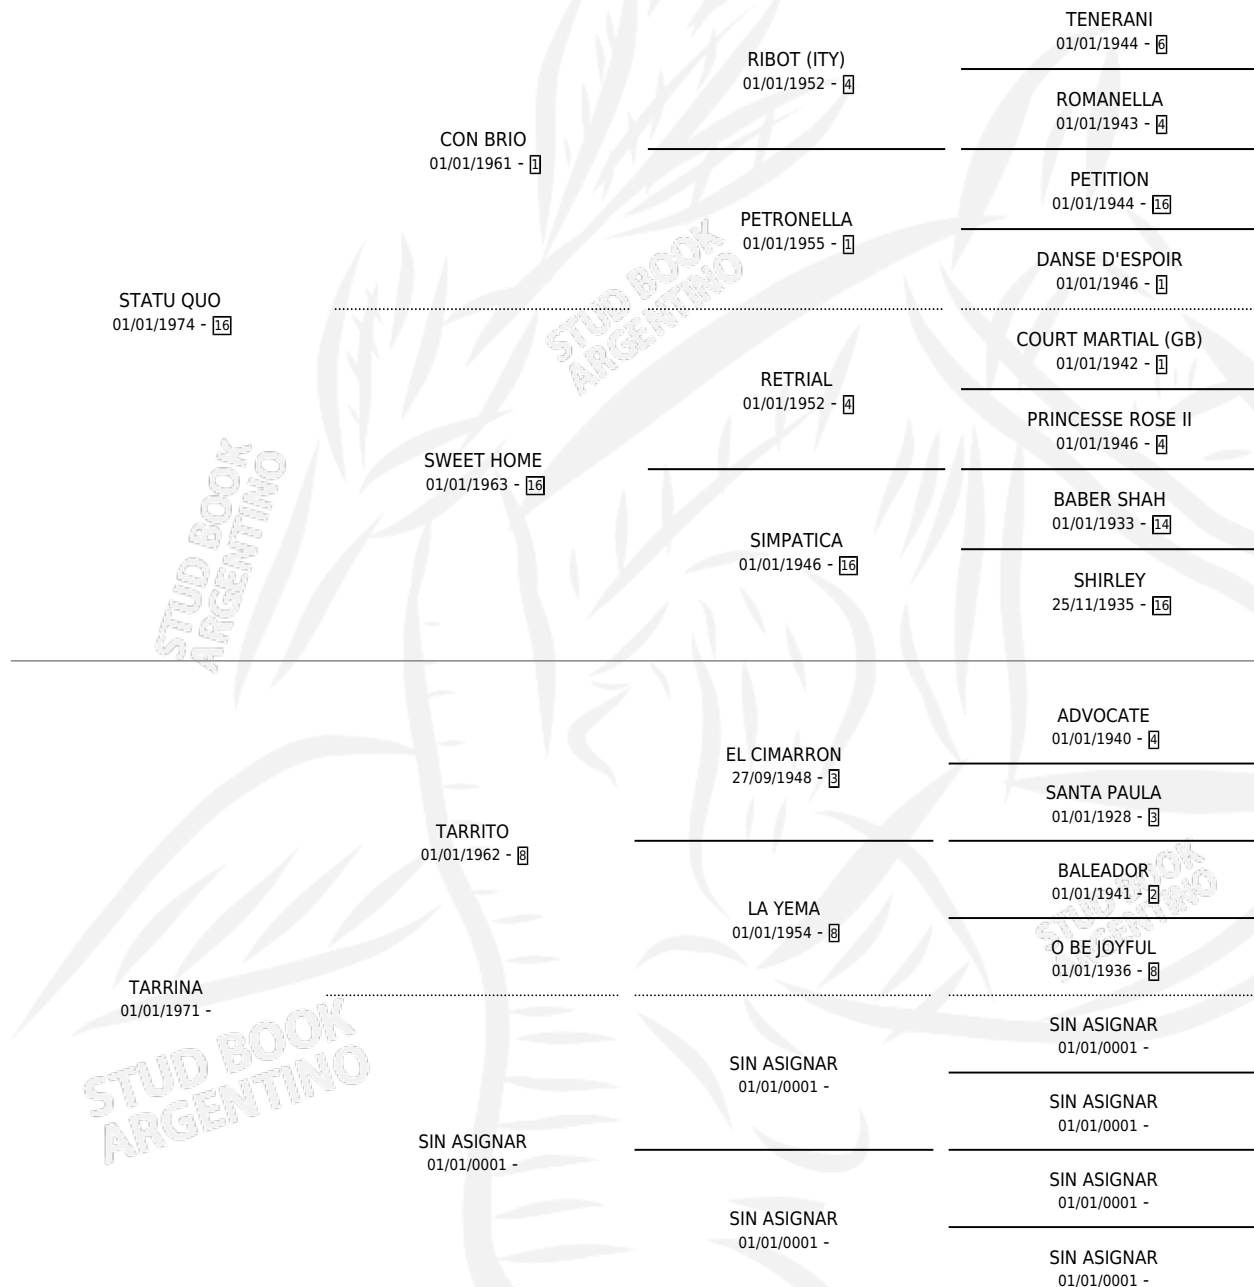 STATU QUO
01/01/1974 - 16
CON BRIO
01/01/1961 - 1
SWEET HOME
01/01/1963 - 16
RIBOT (ITY)
01/01/1952 - 4
PETRONELLA
01/01/1955 - 1
RETRIAL
01/01/1952 - 4
SIMPATICA
01/01/1946 - 16
TENERANI
01/01/1944 - 6
ROMANELLA
01/01/1943 - 4
PETITION
01/01/1944 - 16
DANSE D'ESPOIR
01/01/1946 - 1
COURT MARTIAL (GB)
01/01/1942 - 1
PRINCESSE ROSE II
01/01/1946 - 4
BABER SHAH
01/01/1933 - 14
SHIRLEY
25/11/1935 - 16
TARRINA
01/01/1971 -
TARRITO
01/01/1962 - 8
SIN ASIGNAR
01/01/0001 -
EL CIMARRON
27/09/1948 - 3
LA YEMA
01/01/1954 - 8
SIN ASIGNAR
01/01/0001 -
SIN ASIGNAR
01/01/0001 -
ADVOCATE
01/01/1940 - 4
SANTA PAULA
01/01/1928 - 3
BALEADOR
01/01/1941 - 2
O BE JOYFUL
01/01/1936 - 8
SIN ASIGNAR
01/01/0001 -
SIN ASIGNAR
01/01/0001 -
SIN ASIGNAR
01/01/0001 -
SIN ASIGNAR
01/01/0001 -
STUD BOOK
ARGENTINO
STUD BOOK
ARGENTINO
STUD BOOK
ARGENTINO
STUD BOOK
ARGENTINO